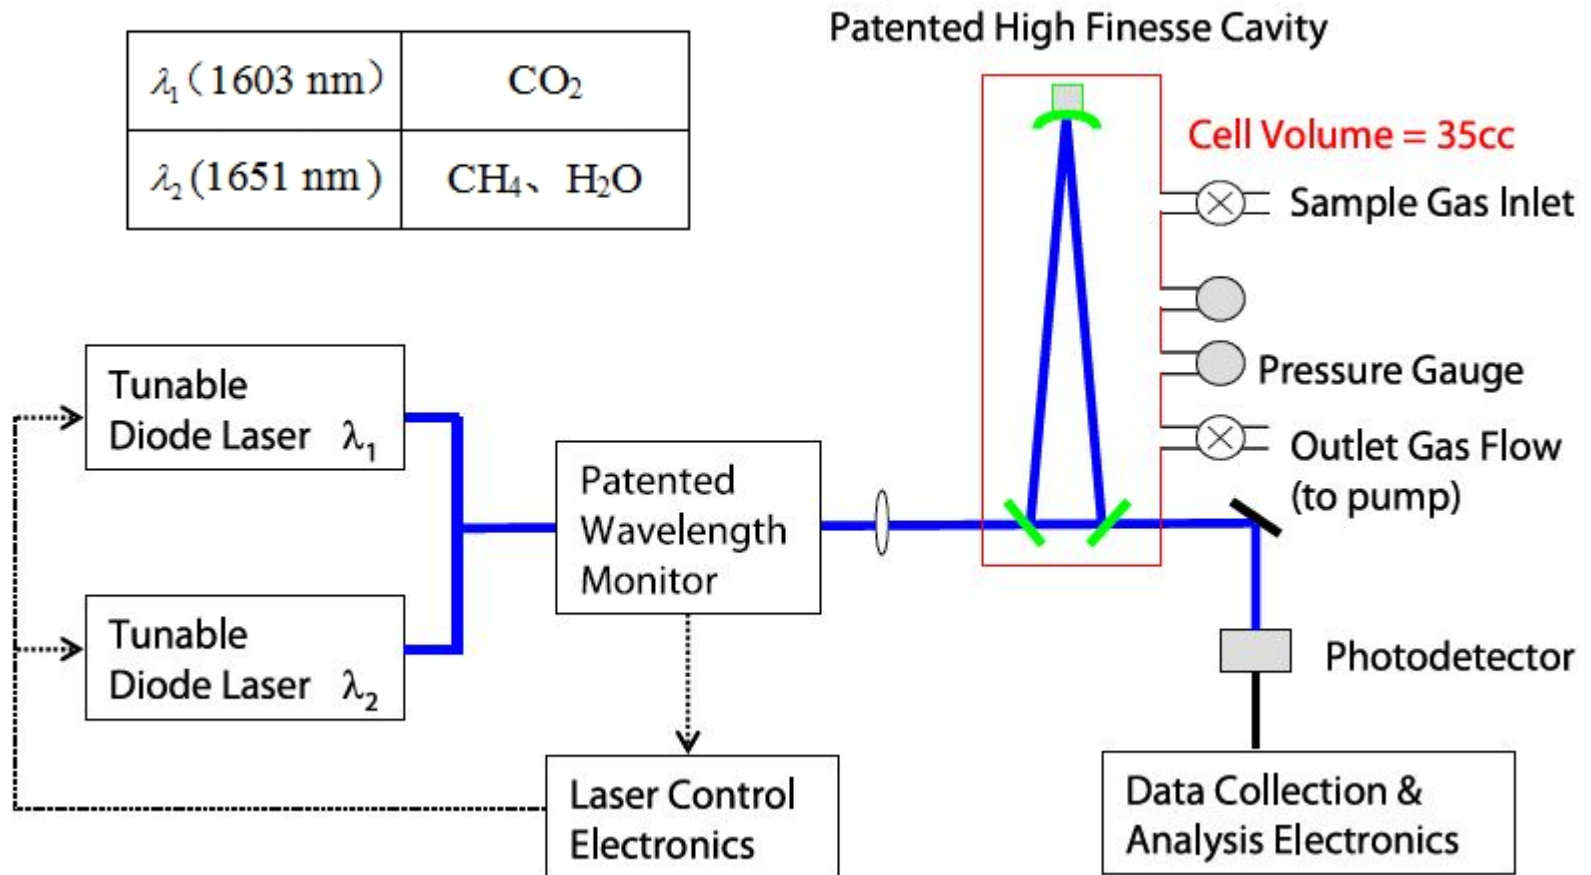 Patented High Finesse Cavity
λ₁（1603 nm） CO₂
λ₂ (1651 nm) CH₄、H₂O
Cell Volume = 35cc
Sample Gas Inlet
Pressure Gauge
Outlet Gas Flow
(to pump)
Tunable
Diode Laser λ₁
Patented
Wavelength
Monitor
Tunable
Diode Laser λ₂
Photodetector
Laser Control
Electronics
Data Collection &
Analysis Electronics